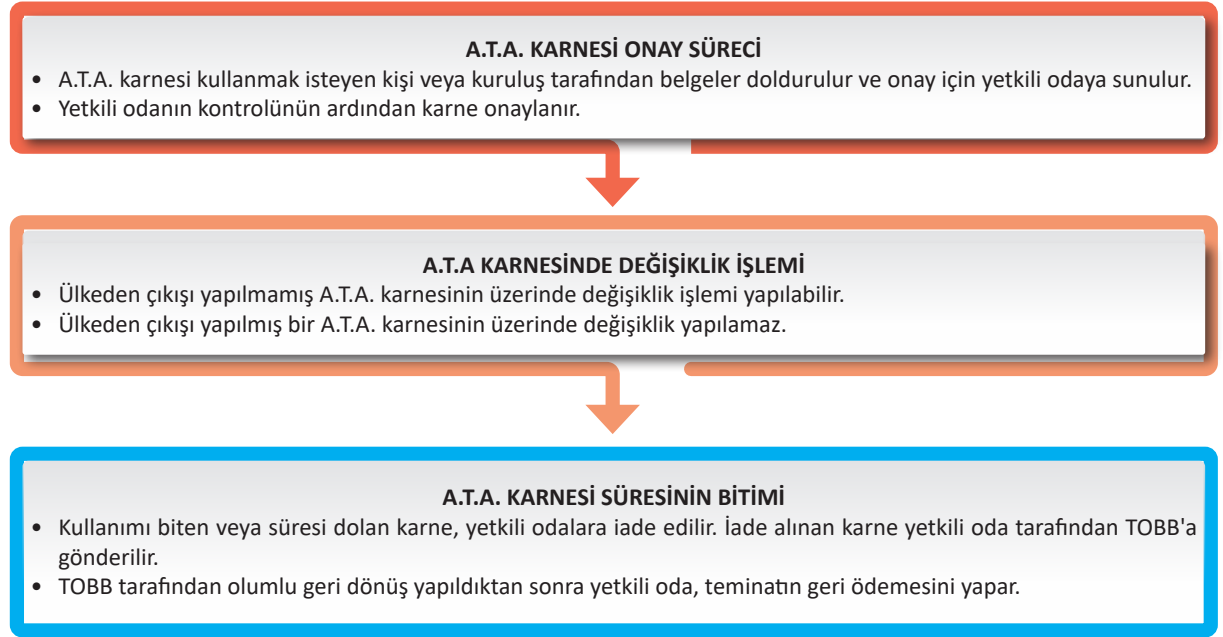 A.T.A. KARNESİ ONAY SÜRECİ
• A.T.A. karnesi kullanmak isteyen kişi veya kuruluş tarafından belgeler doldurulur ve onay için yetkili odaya sunulur.
• Yetkili odanın kontrolünün ardından karne onaylanır.
A.T.A KARNESİNDE DEĞİŞİKLİK İŞLEMİ
• Ülkeden çıkışı yapılmamış A.T.A. karnesinin üzerinde değişiklik işlemi yapılabilir.
• Ülkeden çıkışı yapılmış bir A.T.A. karnesinin üzerinde değişiklik yapılamaz.
A.T.A. KARNESİ SÜRESİNİN BİTİMİ
• Kullanımı biten veya süresi dolan karne, yetkili odalara iade edilir. İade alınan karne yetkili oda tarafından TOBB'a
gönderilir.
• TOBB tarafından olumlu geri dönüş yapıldıktan sonra yetkili oda, teminatın geri ödemesini yapar.